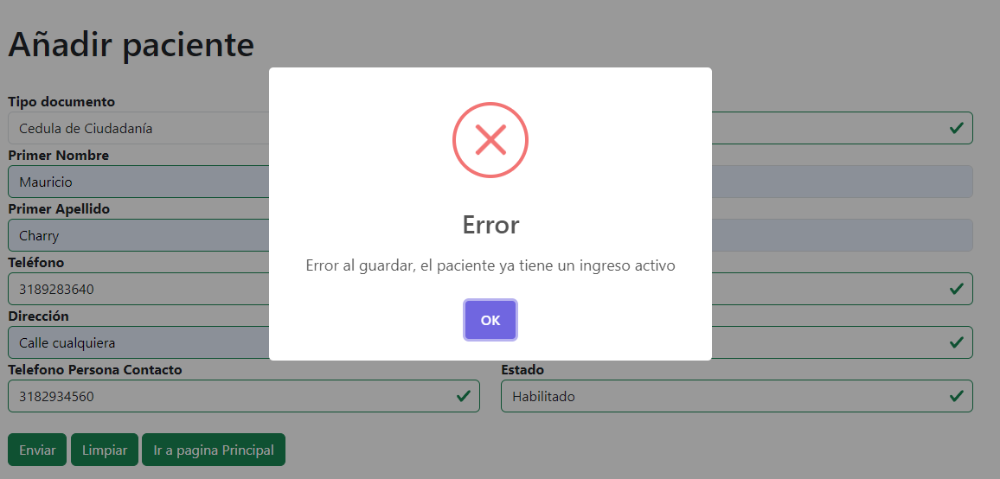 Añadir paciente
Tipo documento
Cedula de Ciudadanía
Primer Nombre
Mauricio
Primer Apellido
Charry
Teléfono
3189283640
Dirección
Calle cualquiera
Telefono Persona Contacto
Estado
3182934560
Habilitado
Enviar
Limpiar
Ir a pagina Principal
Error
Error al guardar, el paciente ya tiene un ingreso activo
OK